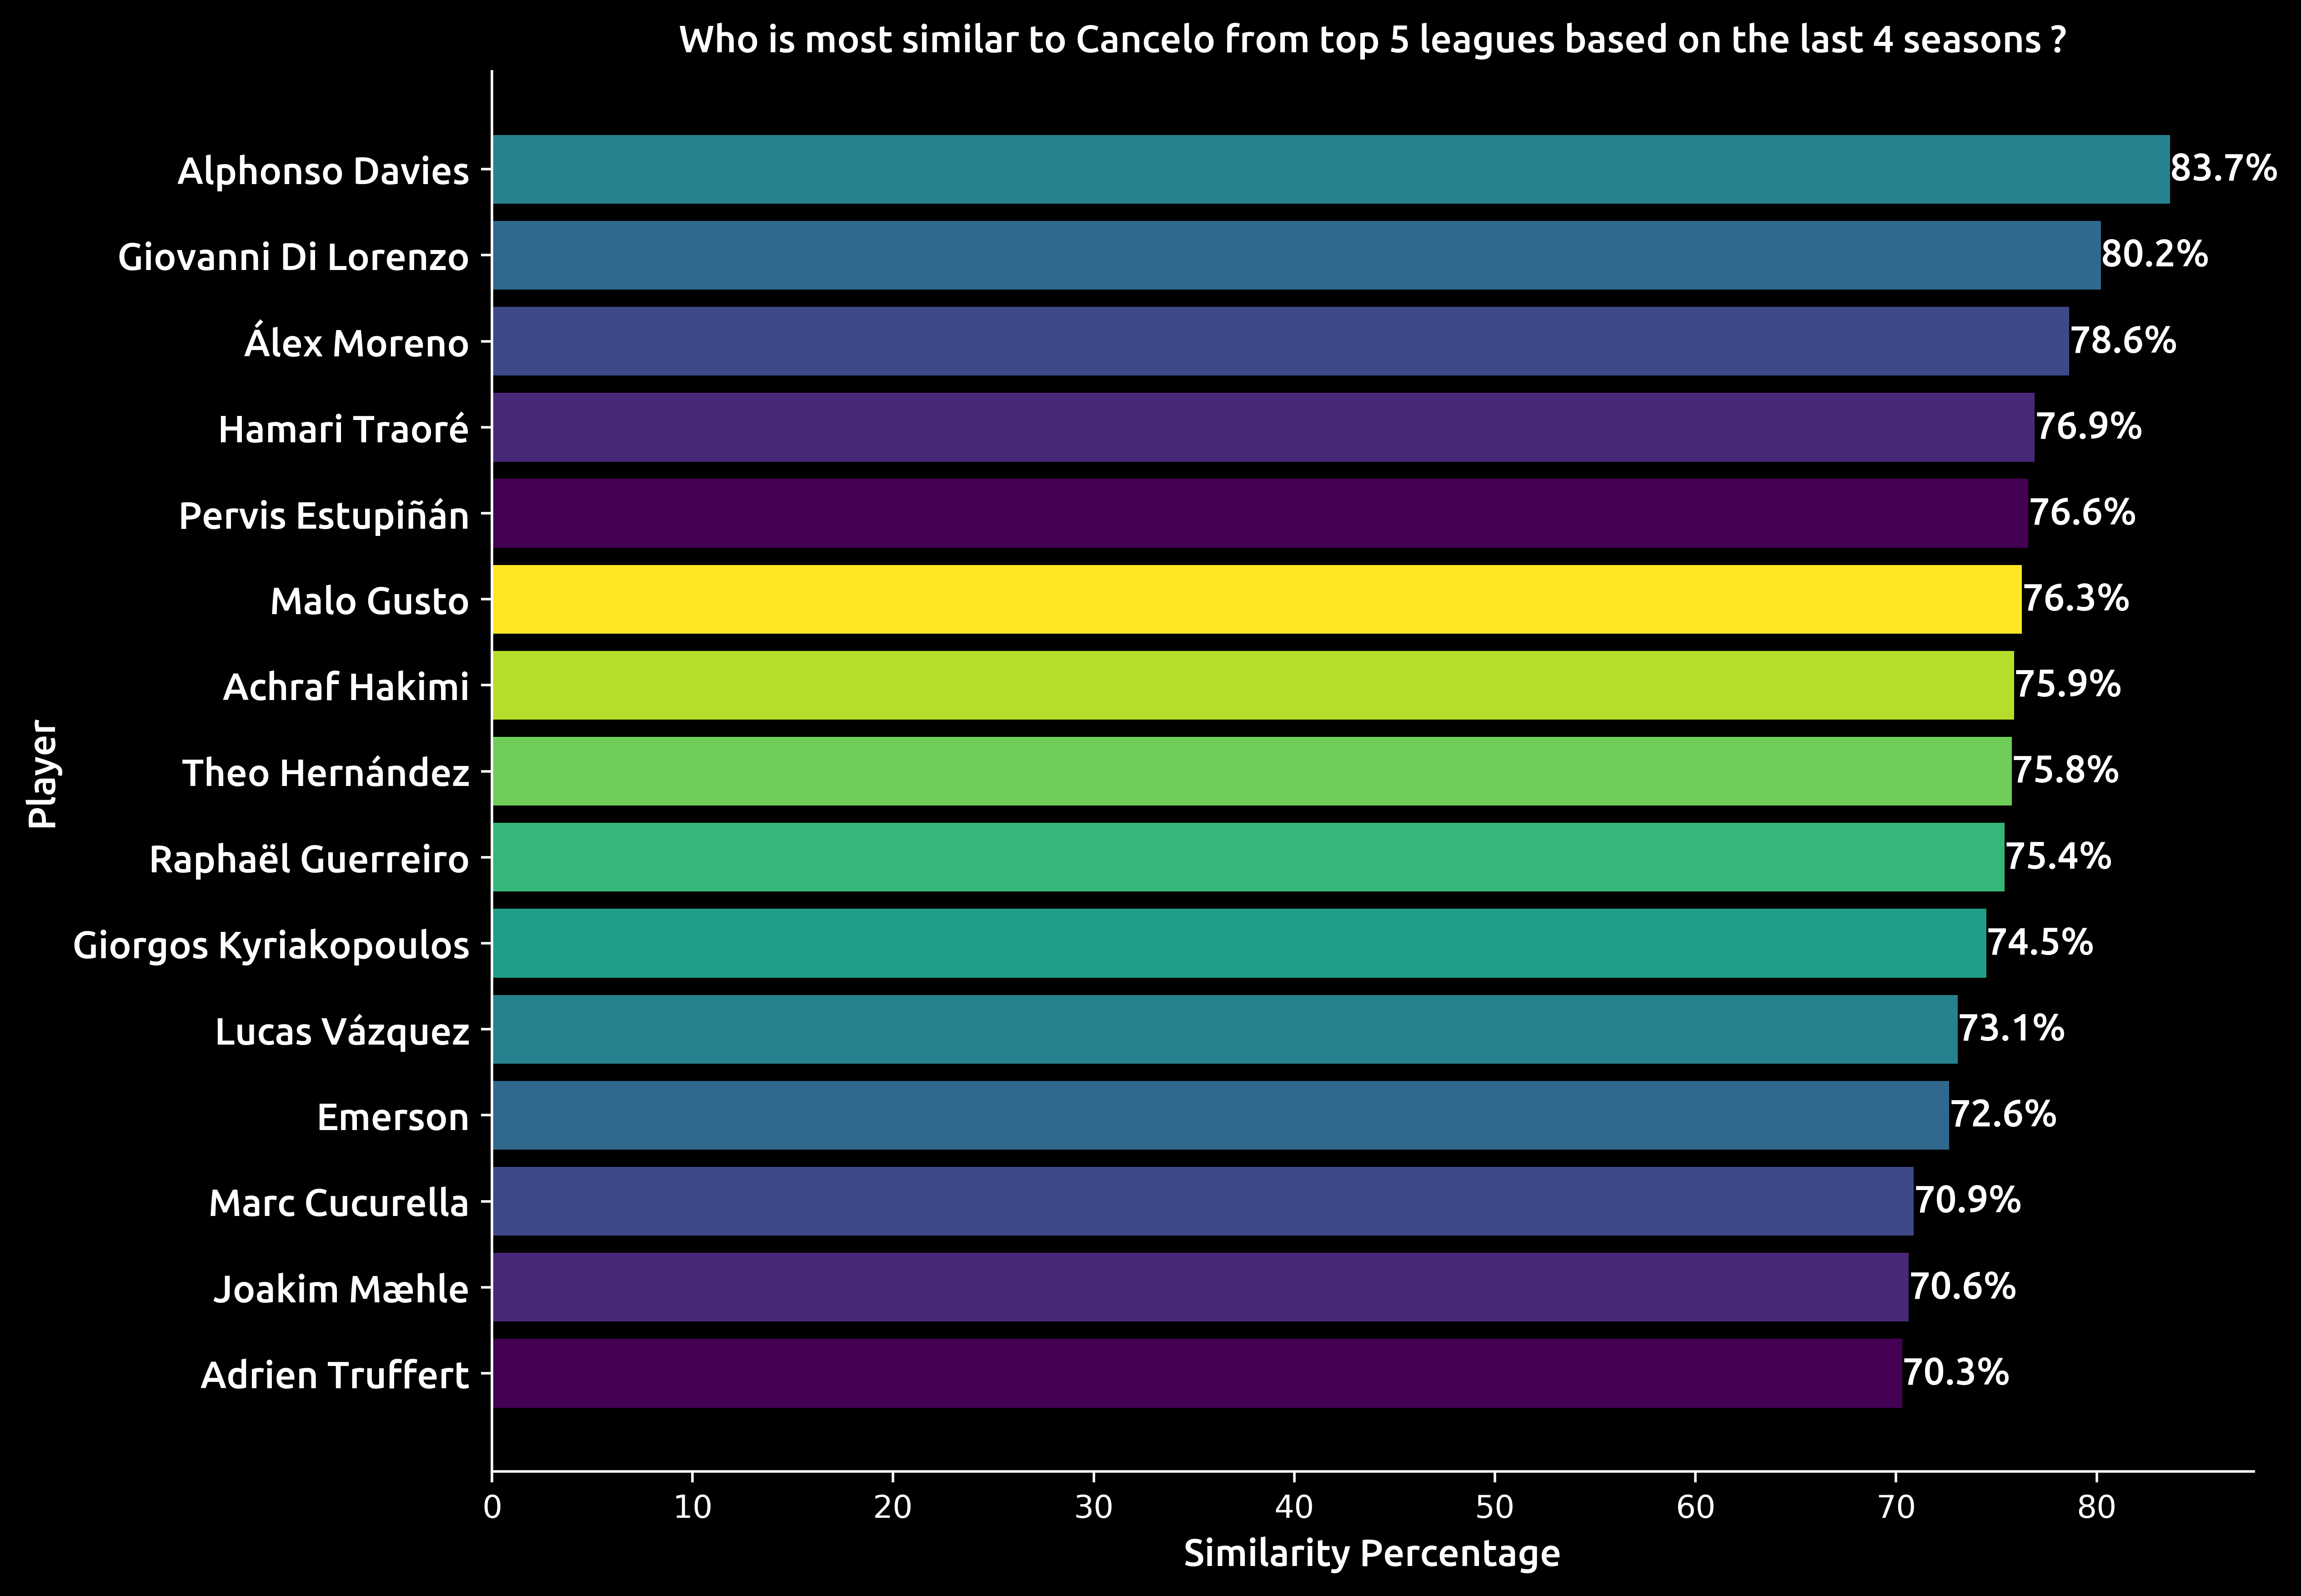 Who is most similar to Cancelo from top 5 leagues based on the last 4 seasons ?
Player
Alphonso Davies 83.7%
Giovanni Di Lorenzo 80.2%
Álex Moreno 78.6%
Hamari Traoré 76.9%
Pervis Estupiñán 76.6%
Malo Gusto 76.3%
Achraf Hakimi 75.9%
Theo Hernández 75.8%
Raphaël Guerreiro 75.4%
Giorgos Kyriakopoulos 74.5%
Lucas Vázquez 73.1%
Emerson 72.6%
Marc Cucurella 70.9%
Joakim Mæhle 70.6%
Adrien Truffert 70.3%
0 10 20 30 40 50 60 70 80
Similarity Percentage